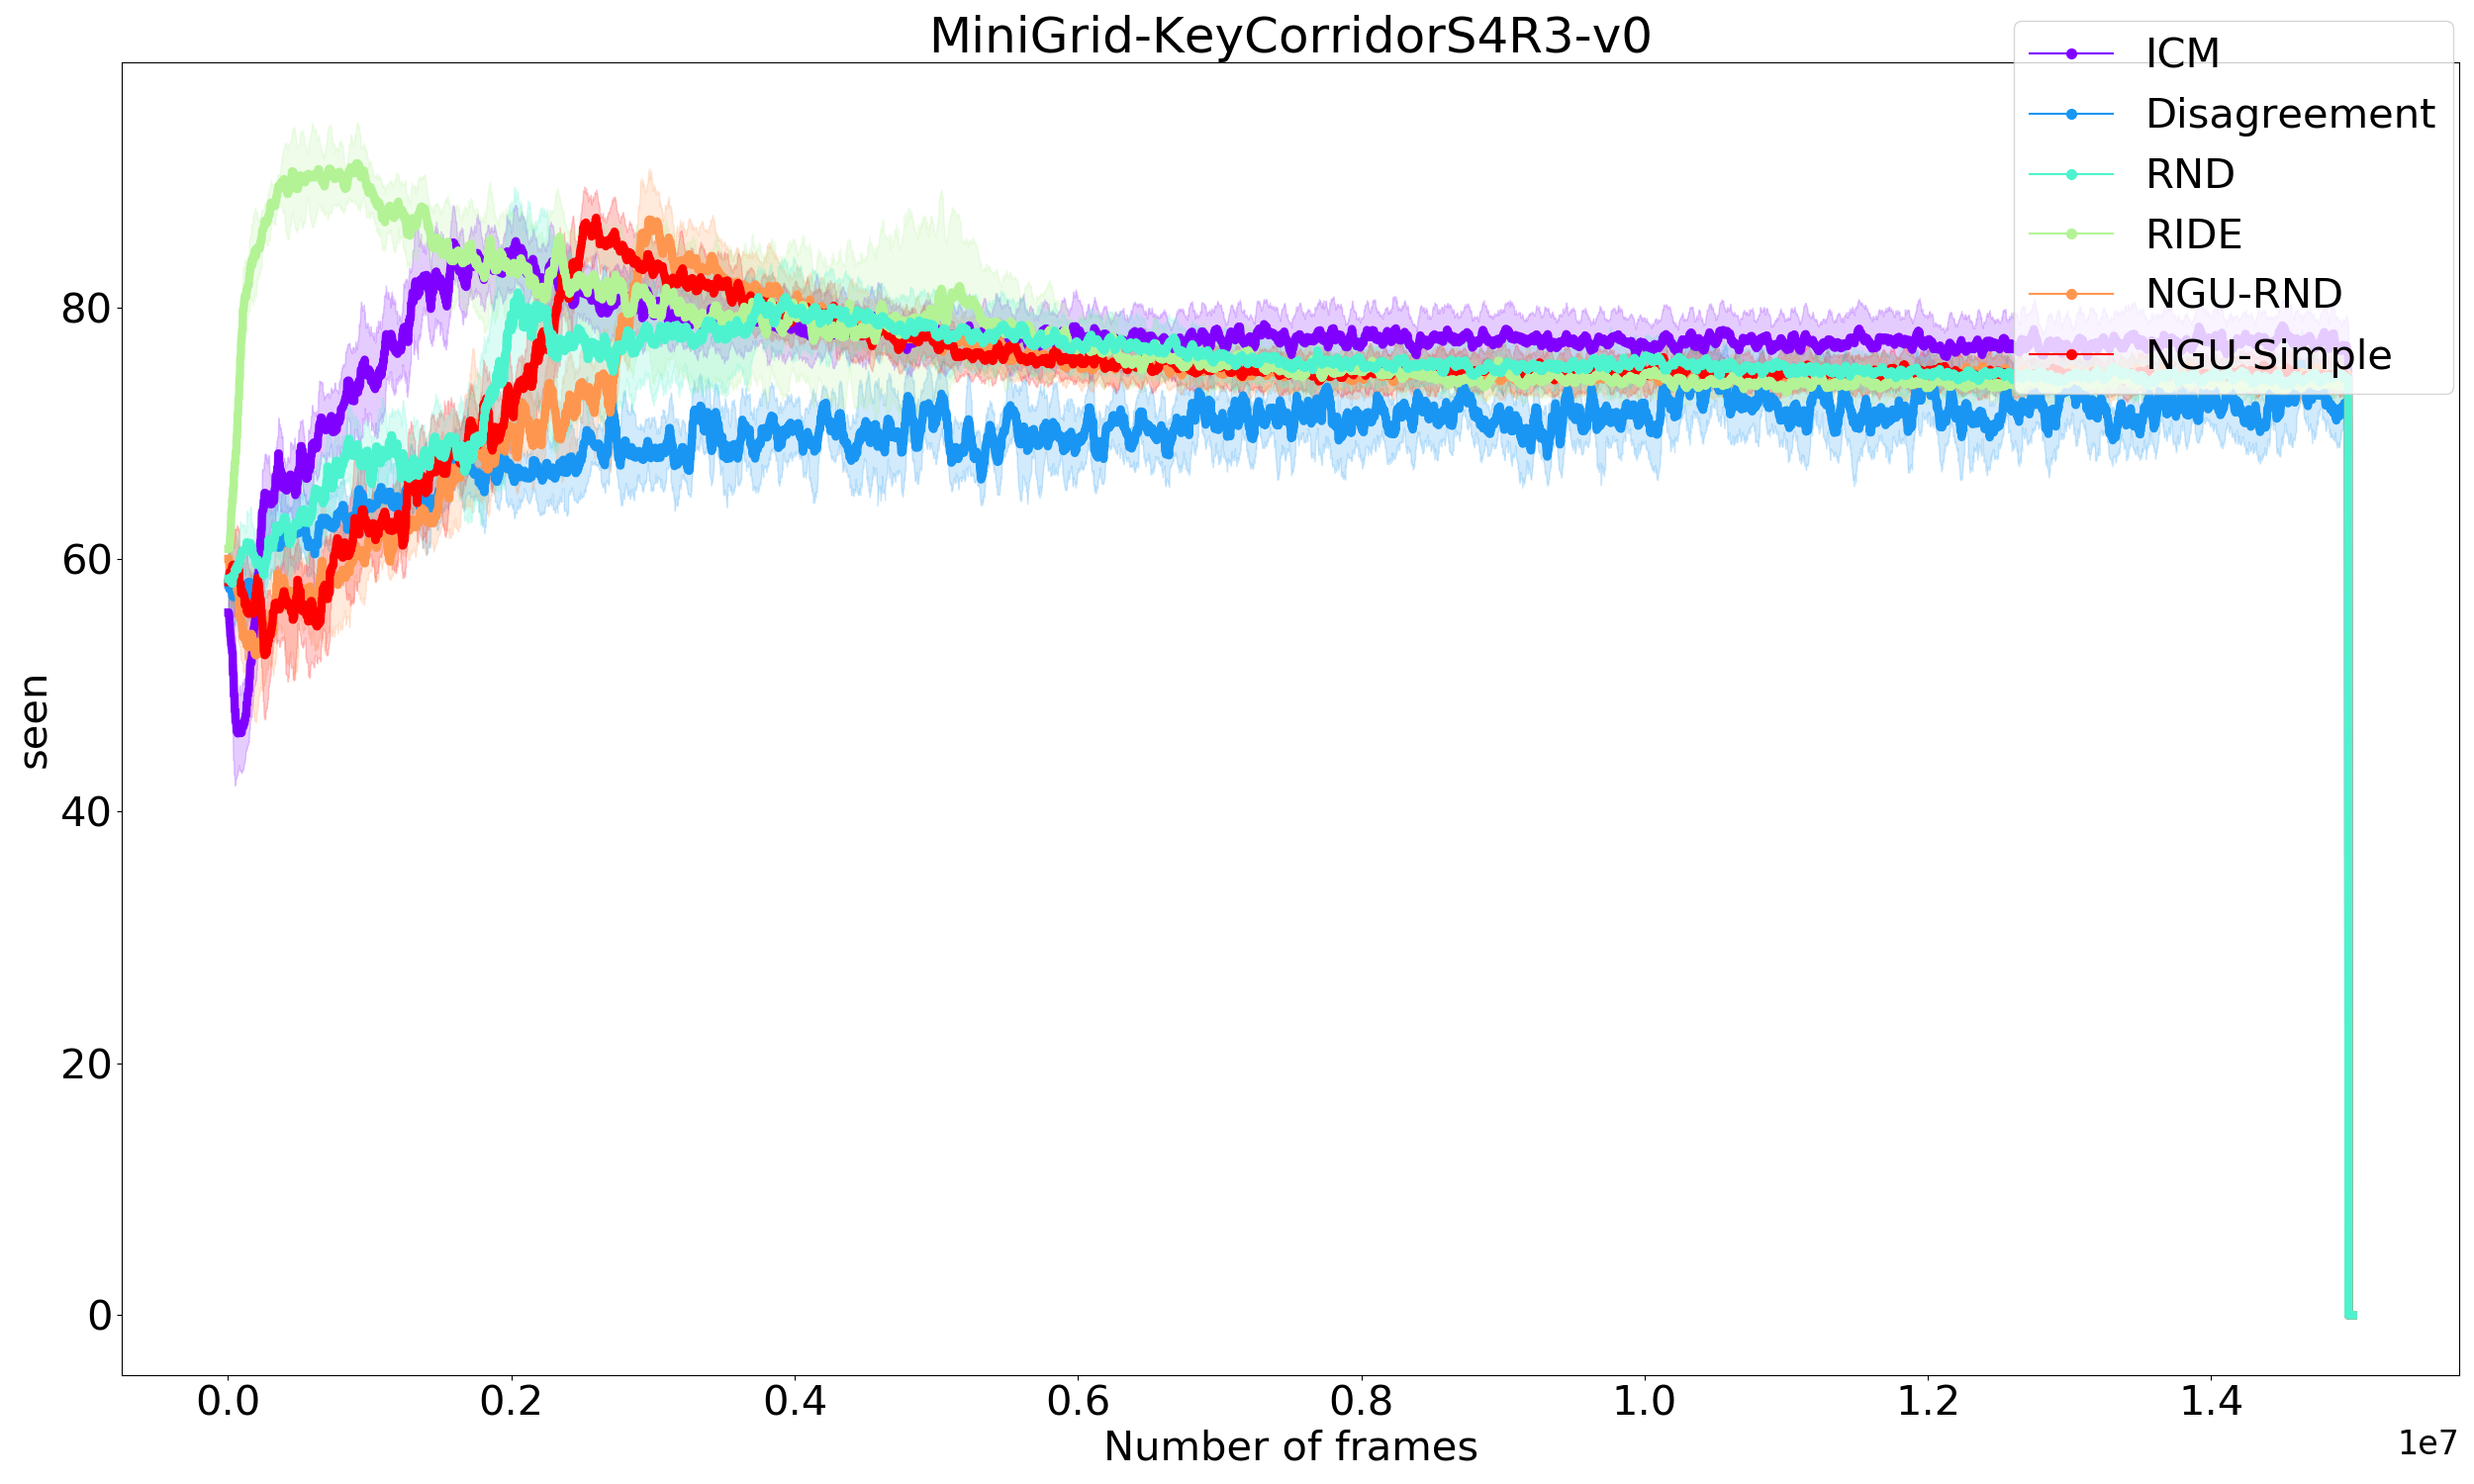 MiniGrid-KeyCorridorS4R3-v0
ICM
Disagreement
RND
RIDE
NGU-RND
NGU-Simple
seen
80
60
40
20
0
0.0 0.2 0.4 0.6 0.8 1.0 1.2 1.4
Number of frames
1e7